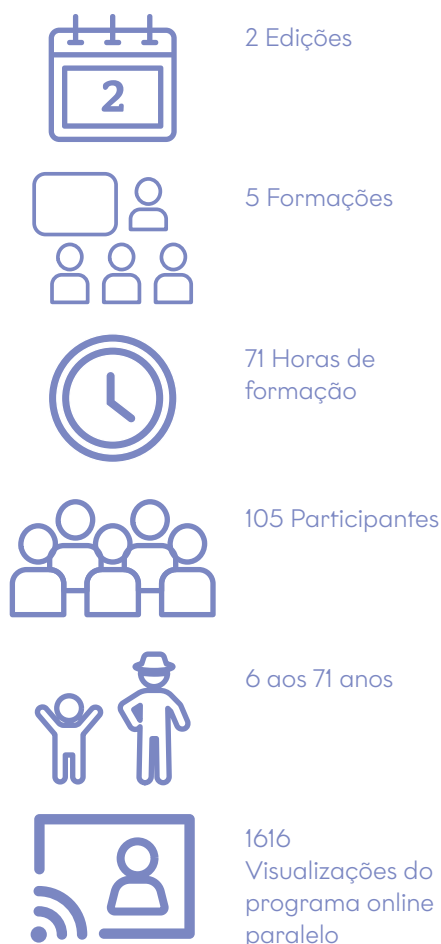 2
2 Edições
5 Formações
71 Horas de
formação
105 Participantes
6 aos 71 anos
1616
Visualizações do
programa online
paralelo